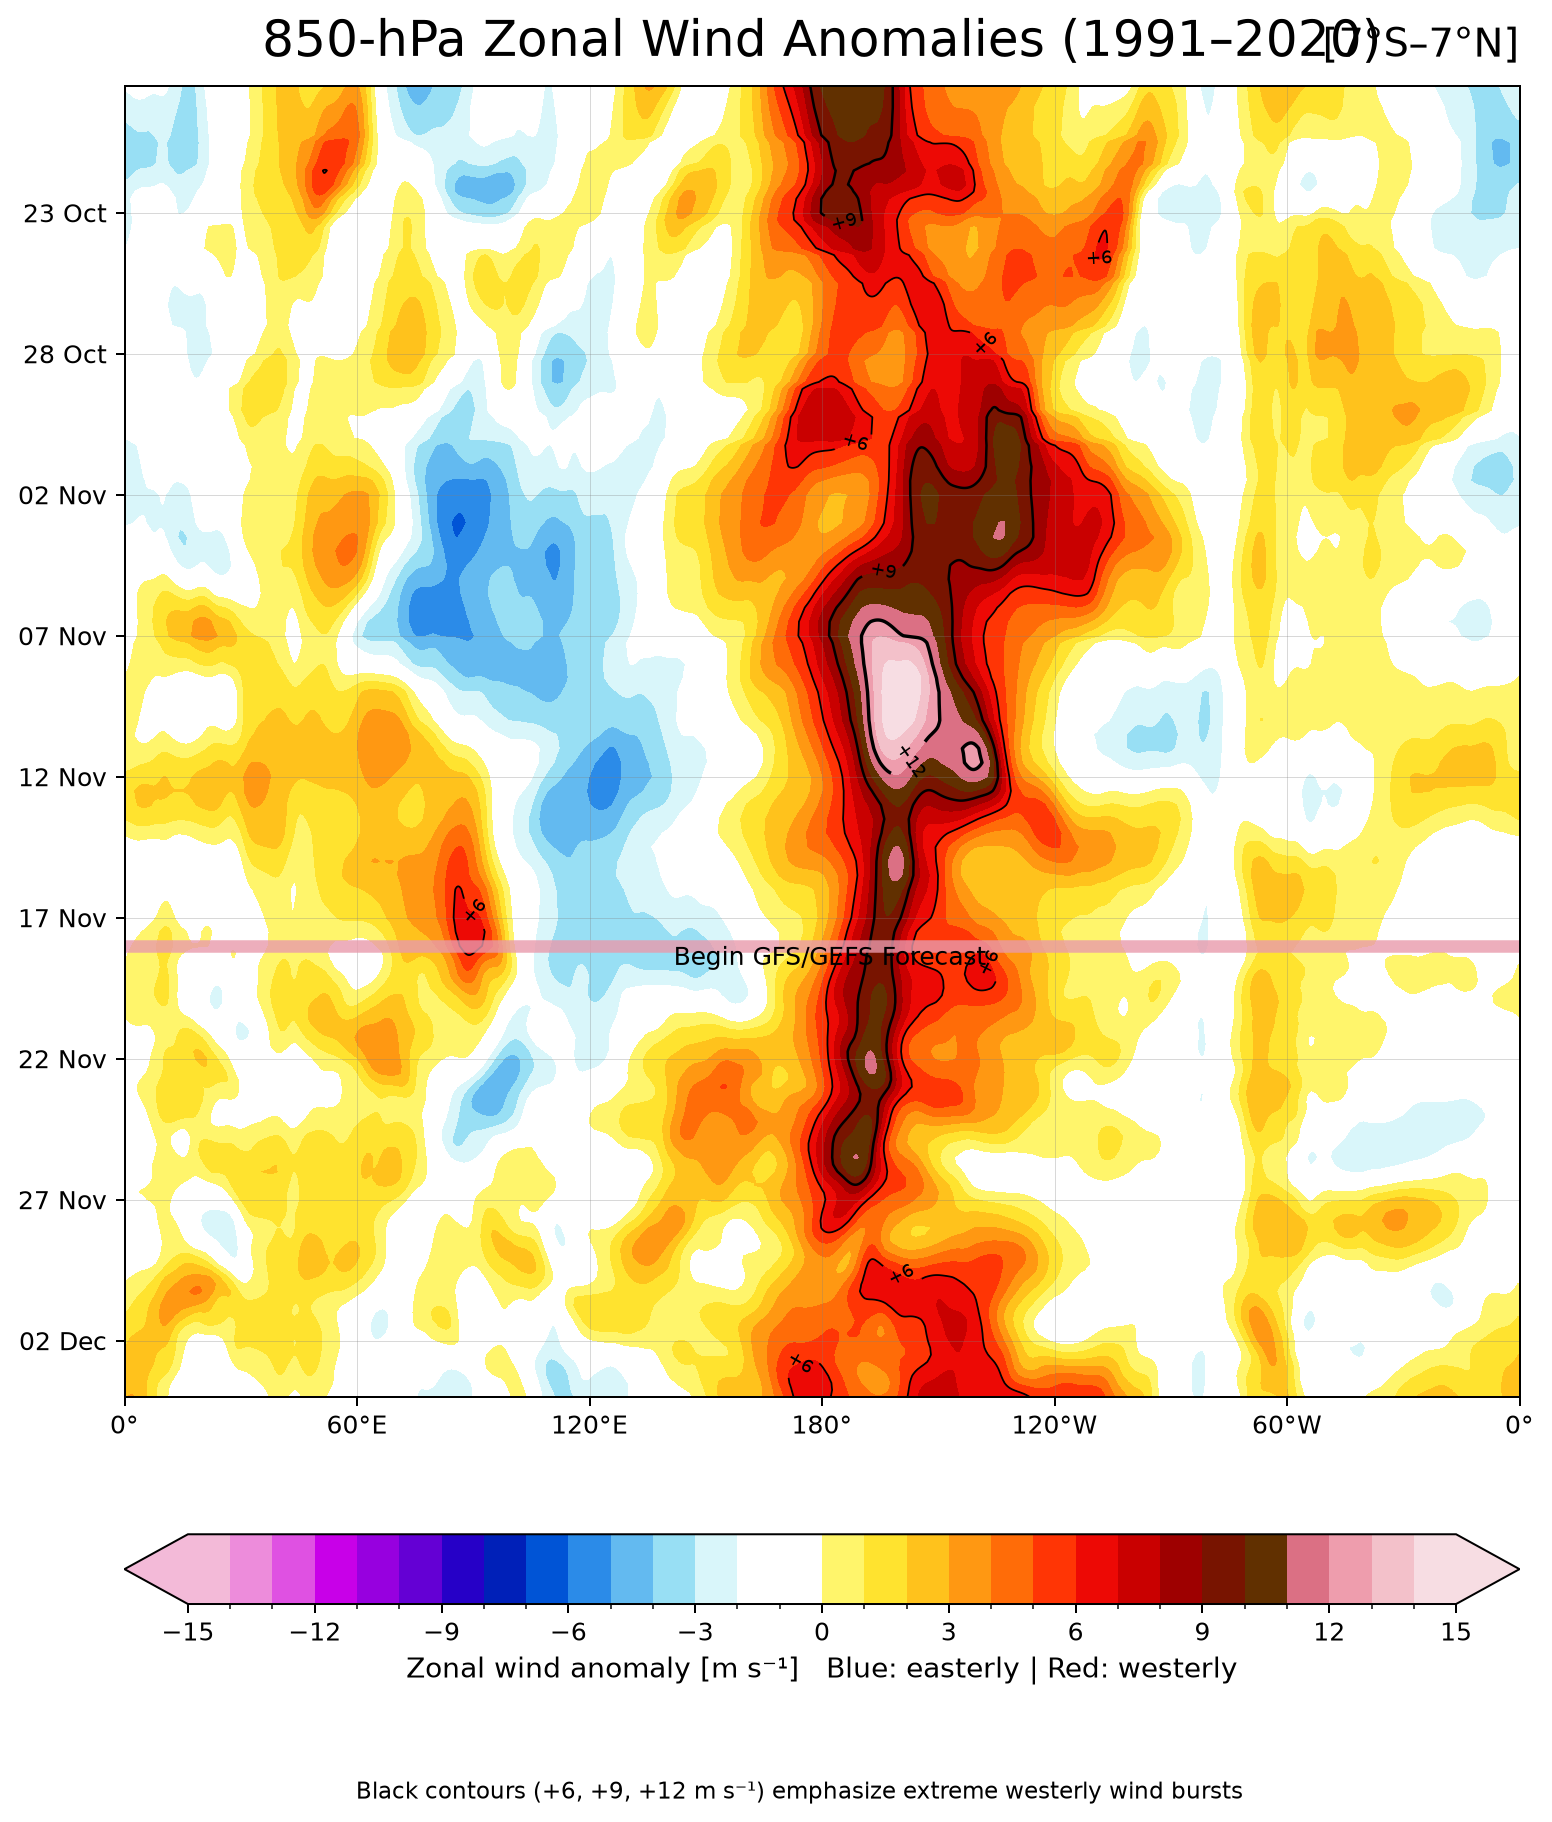 850-hPa Zonal Wind Anomalies (1991–2020)
[7°S–7°N]
+9
23 Oct
+6
+6
28 Oct
+6
02 Nov
+9
07 Nov
+12
12 Nov
+6
17 Nov
Begin GFS/GEFS Forecast
+6
22 Nov
27 Nov
+6
02 Dec
+6
0° 60°E 120°E 180° 120°W 60°W 0°
−15 −12 −9 −6 −3 0 3 6 9 12 15
Zonal wind anomaly [m s⁻¹] Blue: easterly | Red: westerly
Black contours (+6, +9, +12 m s⁻¹) emphasize extreme westerly wind bursts